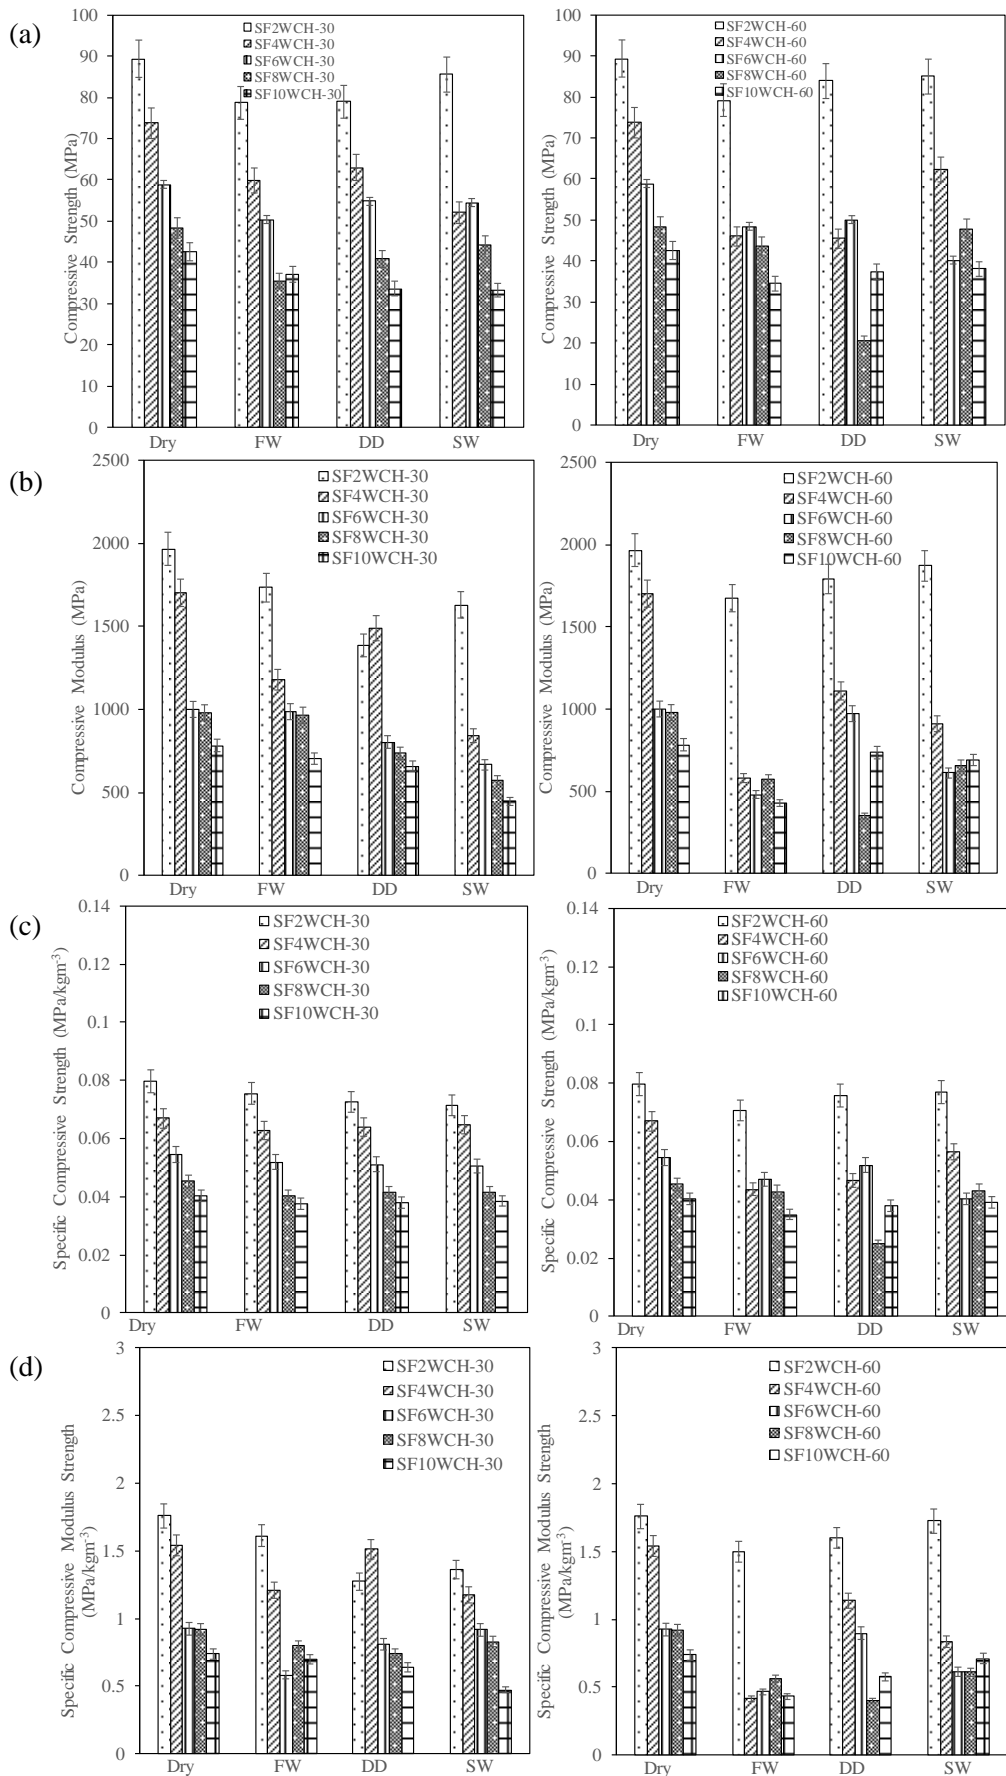 (a)
100
90
80
70
60
50
40
30
20
10
0
Compressive Strength (MPa)
SF2WCH-30
SF4WCH-30
SF6WCH-30
SF8WCH-30
SF10WCH-30
Dry FW DD SW
100
90
80
70
60
50
40
30
20
10
0
Compressive Strength (MPa)
SF2WCH-60
SF4WCH-60
SF6WCH-60
SF8WCH-60
SF10WCH-60
Dry FW DD SW
(b)
2500
2000
1500
1000
500
0
Compressive Modulus (MPa)
SF2WCH-30
SF4WCH-30
SF6WCH-30
SF8WCH-30
SF10WCH-30
Dry FW DD SW
2500
2000
1500
1000
500
0
Compressive Modulus (MPa)
SF2WCH-60
SF4WCH-60
SF6WCH-60
SF8WCH-60
SF10WCH-60
Dry FW DD SW
(c)
0.14
0.12
0.1
0.08
0.06
0.04
0.02
0
Specific Compressive Strength (MPa/kgm⁻³)
SF2WCH-30
SF4WCH-30
SF6WCH-30
SF8WCH-30
SF10WCH-30
Dry FW DD SW
0.14
0.12
0.1
0.08
0.06
0.04
0.02
0
Specific Compressive Strength (MPa/kgm⁻³)
SF2WCH-60
SF4WCH-60
SF6WCH-60
SF8WCH-60
SF10WCH-60
Dry FW DD SW
(d)
3
2.5
2
1.5
1
0.5
0
Specific Compressive Modulus Strength
(MPa/kgm⁻³)
SF2WCH-30
SF4WCH-30
SF6WCH-30
SF8WCH-30
SF10WCH-30
Dry FW DD SW
3
2.5
2
1.5
1
0.5
0
Specific Compressive Modulus Strength
(MPa/kgm⁻³)
SF2WCH-60
SF4WCH-60
SF6WCH-60
SF8WCH-60
SF10WCH-60
Dry FW DD SW